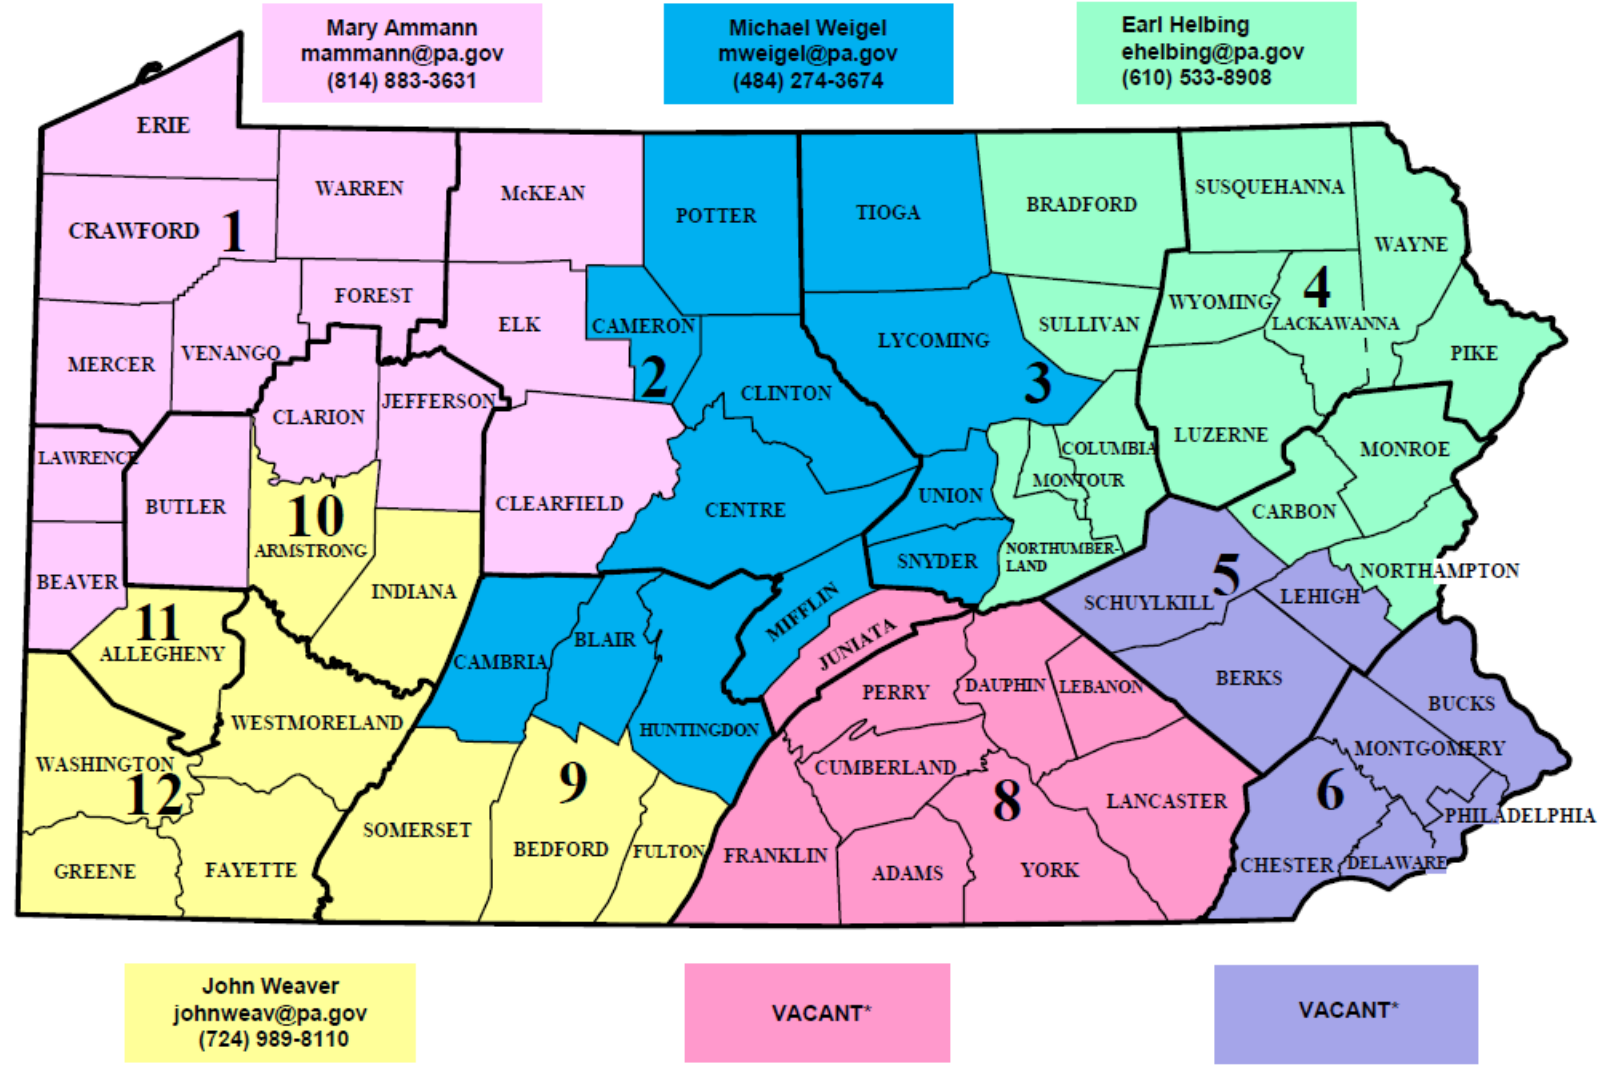 Mary Ammann
mammann@pa.gov
(814) 883-3631
Michael Weigel
mweigel@pa.gov
(484) 274-3674
Earl Helbing
ehelbing@pa.gov
(610) 533-8908
ERIE
WARREN
McKEAN
POTTER
TIOGA
BRADFORD
SUSQUEHANNA
WAYNE
CRAWFORD
1
FOREST
ELK
CAMERON
2
LYCOMING
3
SULLIVAN
WYOMING
4
LACKAWANNA
PIKE
MERCER
VENANGO
CLARION
JEFFERSON
CLINTON
COLUMBIA
MONTOUR
LUZERNE
MONROE
LAWRENCE
BUTLER
10
ARMSTRONG
CLEARFIELD
CENTRE
UNION
SNYDER
NORTHUMBER-
LAND
CARBON
NORTHAMPTON
BEAVER
11
ALLEGHENY
INDIANA
CAMBRIA
BLAIR
MIFFLIN
JUNIATA
SCHUYLKILL
5
LEHIGH
WESTMORELAND
HUNTINGDON
PERRY
DAUPHIN
LEBANON
BERKS
BUCKS
WASHINGTON
12
SOMERSET
9
BEDFORD
FULTON
CUMBERLAND
8
LANCASTER
6
MONTGOMERY
PHILADELPHIA
GREENE
FAYETTE
FRANKLIN
ADAMS
YORK
CHESTER
DELAWARE
John Weaver
johnweav@pa.gov
(724) 989-8110
VACANT*
VACANT*